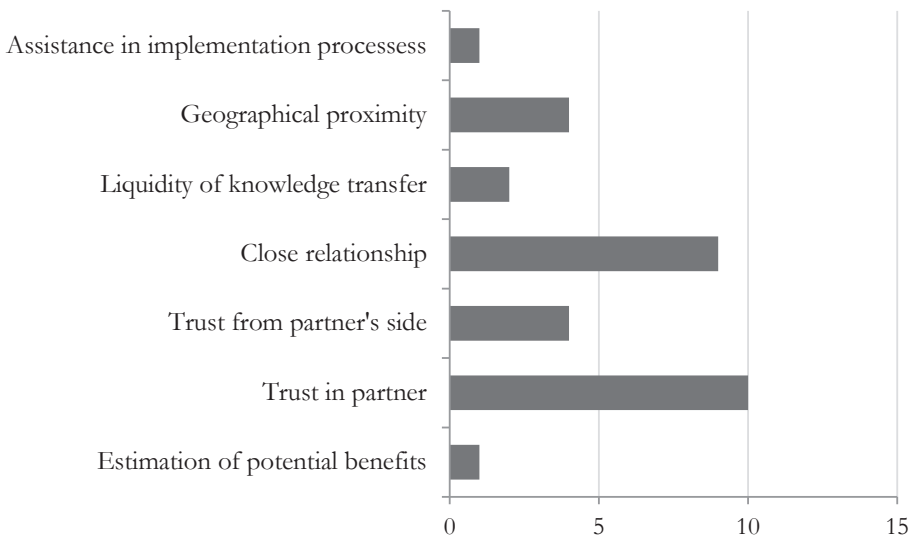 Assistance in implementation processess
Geographical proximity
Liquidity of knowledge transfer
Close relationship
Trust from partner's side
Trust in partner
Estimation of potential benefits
0 5 10 15